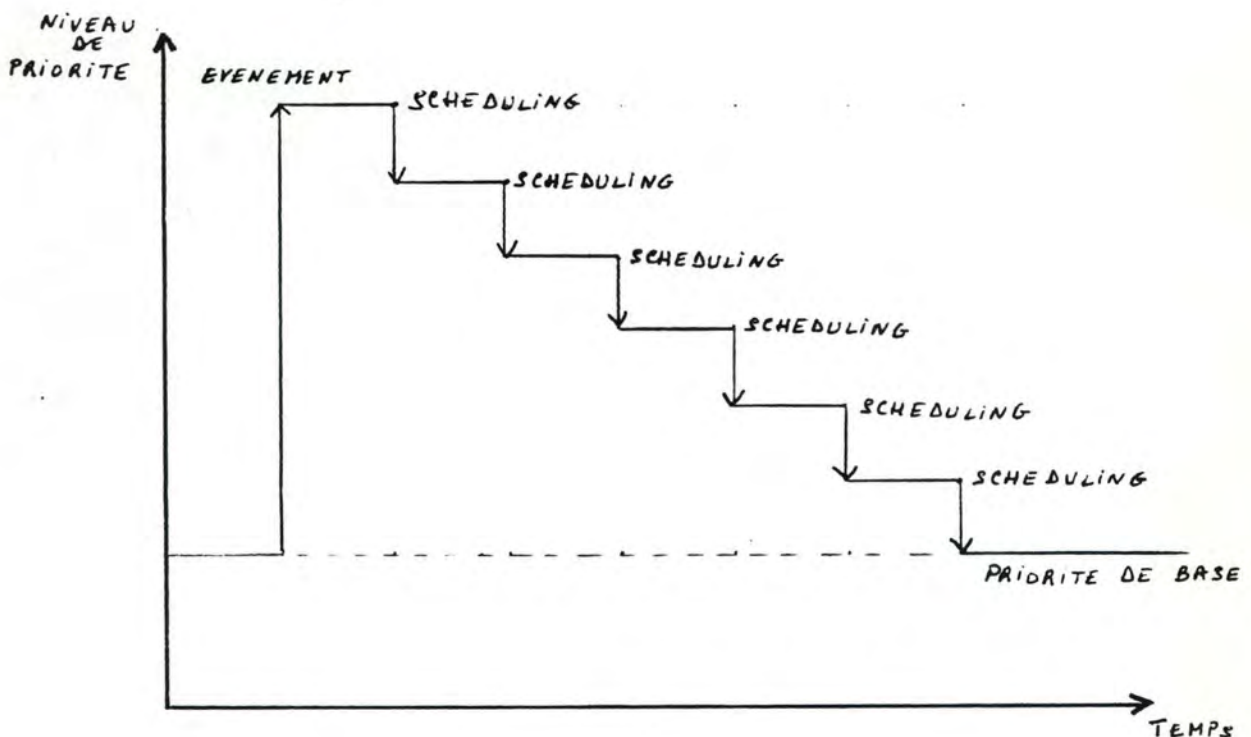 NIVEAU
DE
PRIORITE
EVENEMENT
SCHEDULING
SCHEDULING
SCHEDULING
SCHEDULING
SCHEDULING
SCHEDULING
PRIORITE DE BASE
TEMPS